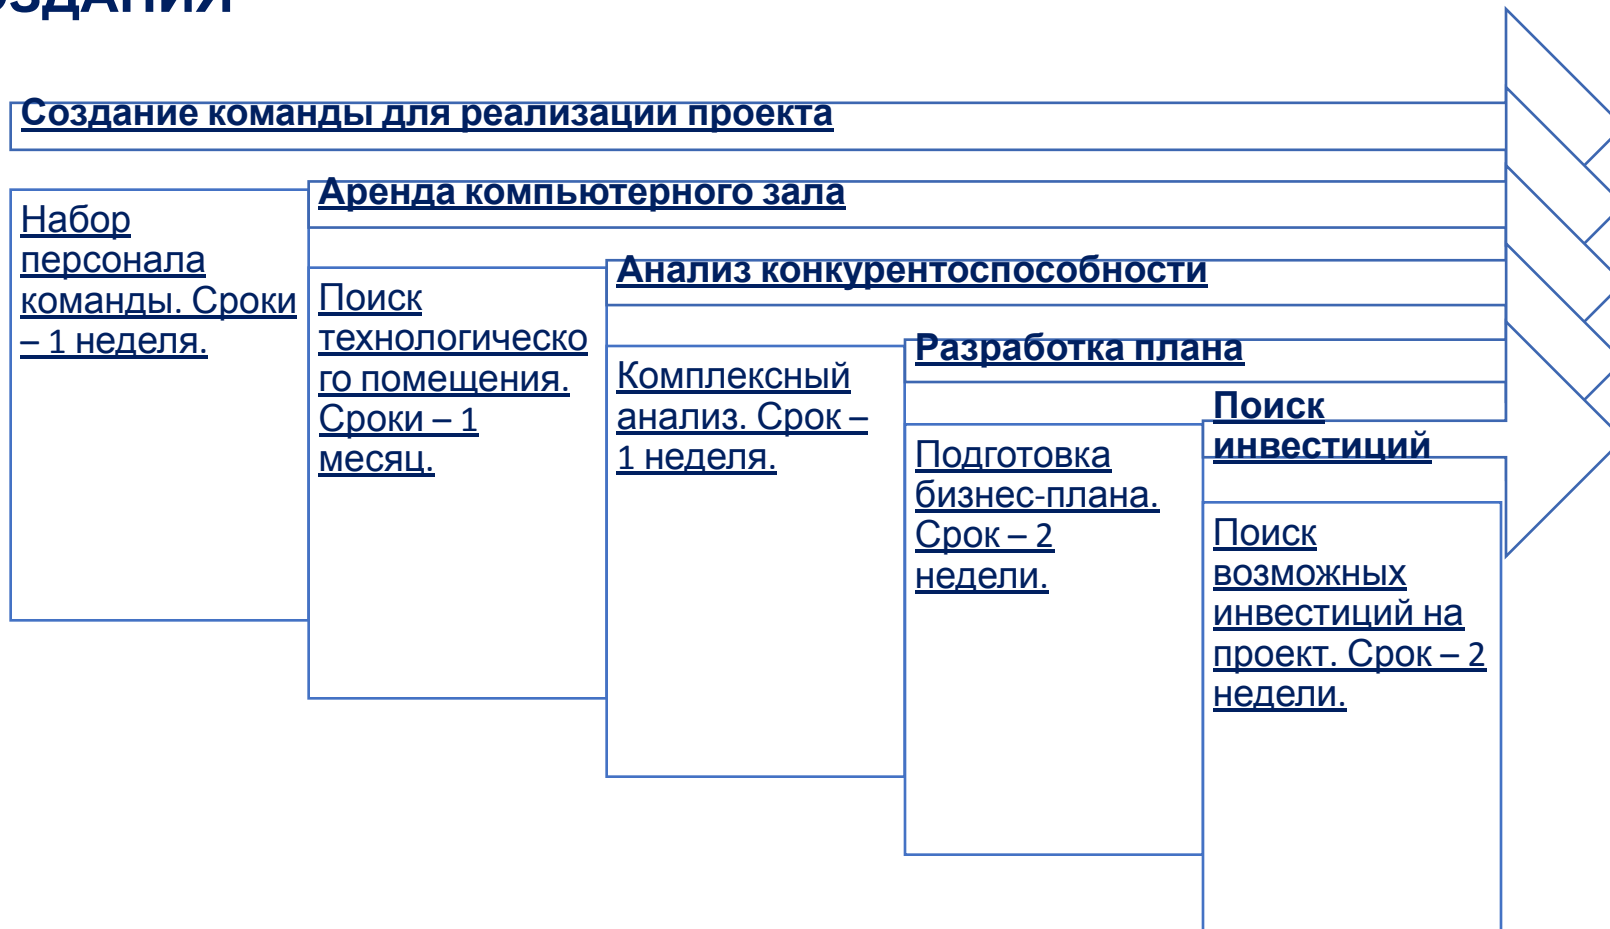 Создание команды для реализации проекта
Набор
персонала
команды. Сроки
– 1 неделя.
Аренда компьютерного зала
Поиск
технологическо
го помещения.
Сроки – 1
месяц.
Анализ конкурентоспособности
Комплексный
анализ. Срок –
1 неделя.
Разработка плана
Подготовка
бизнес-плана.
Срок – 2
недели.
Поиск
инвестиций
Поиск
возможных
инвестиций на
проект. Срок – 2
недели.